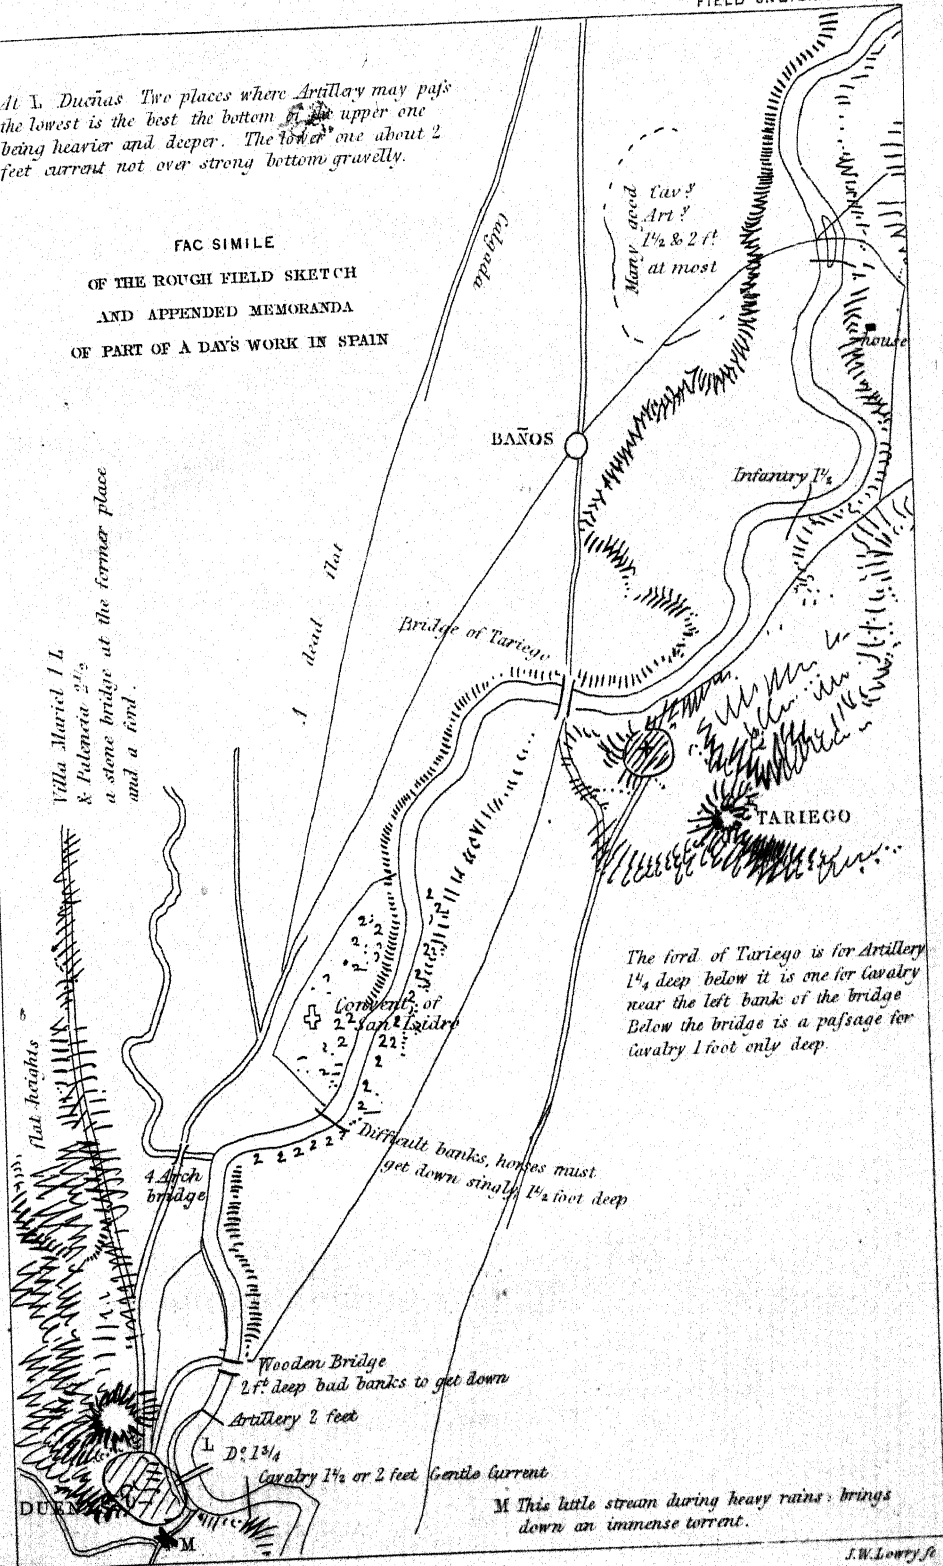 At L Dueñas Two places where Artillery may pass
the lowest is the best the bottom of the upper one
being heavier and deeper. The lower one about 2
feet current not over strong bottom gravelly.
FAC SIMILE
OF THE ROUGH FIELD SKETCH
AND APPENDED MEMORANDA
OF PART OF A DAY'S WORK IN SPAIN
Calgada
Many good
Cavy
Arty
1½ & 2 ft
at most
house
BAÑOS
Infantry 1½
A dead flat
Bridge of Tariego
Villa Muriel 1 L
& Palencia 2½
a stone bridge at the former place
and a ford.
TARIEGO
The ford of Tariego is for Artillery
1¼ deep below it is one for Cavalry
near the left bank of the bridge
Below the bridge is a passage for
Cavalry 1 foot only deep.
Convent of
San Isidro
flat heights
Difficult banks, horses must
get down singly 1½ foot deep
4 Arch
bridge
Wooden Bridge
2 ft. deep bad banks to get down
Artillery 2 feet
L
Do. 1¾
Cavalry 1½ or 2 feet Gentle Current
DUEÑAS
M
M This little stream during heavy rains brings
down an immense torrent.
J.W. Lowry sc.